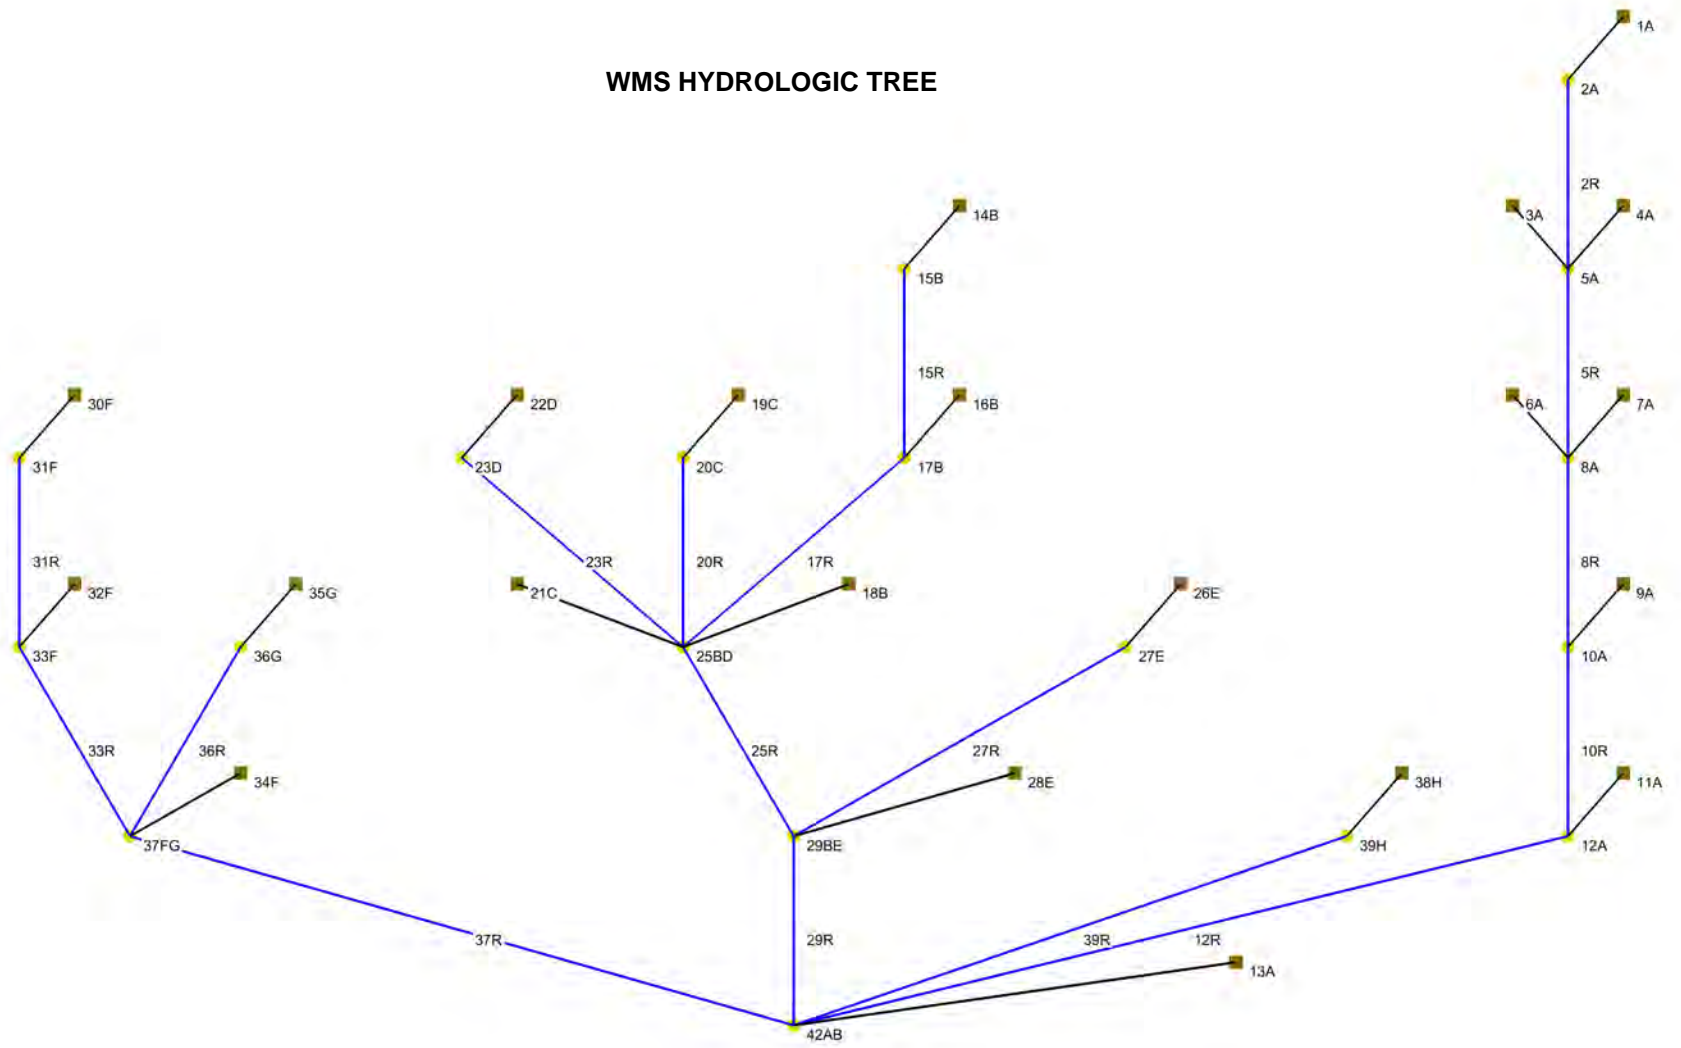 1A
WMS HYDROLOGIC TREE
2A
2R
14B
3A
4A
15B
5A
15R
5R
30F
22D
19C
16B
6A
7A
31F
23D
20C
17B
8A
31R
23R
20R
17R
8R
32F
35G
21C
18B
26E
9A
33F
36G
25BD
27E
10A
33R
36R
25R
27R
10R
34F
28E
38H
11A
37FG
29BE
39H
12A
37R
29R
39R
12R
13A
42AB